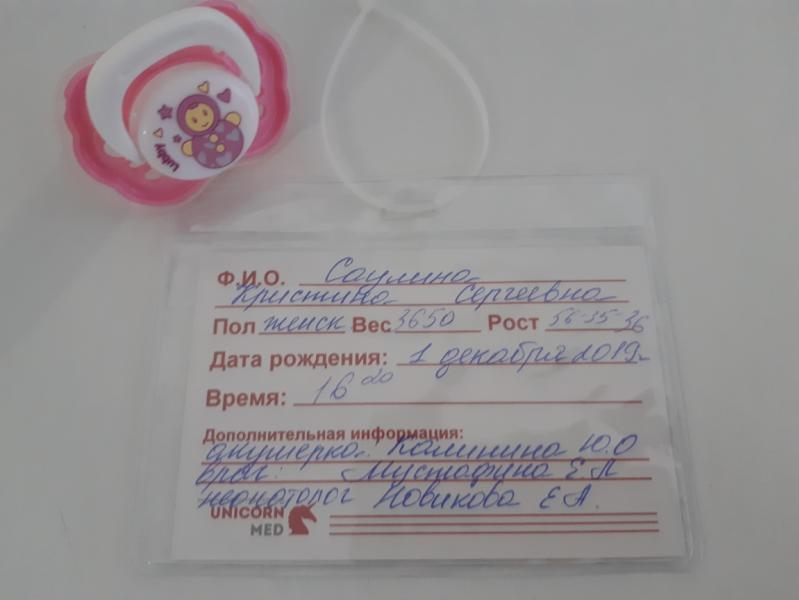 Lubby
Ф.И.О. Саулина
Кристина Сергеевна
Пол женск Вес 3650 Рост 56-35-36
Дата рождения: 1 декабря 2019г.
Время: 16 20
Дополнительная информация:
акушерка: Калинина Ю.О
врач: Мустафина Е.Л
неонатолог Новикова Е.А.
UNICORN
MED